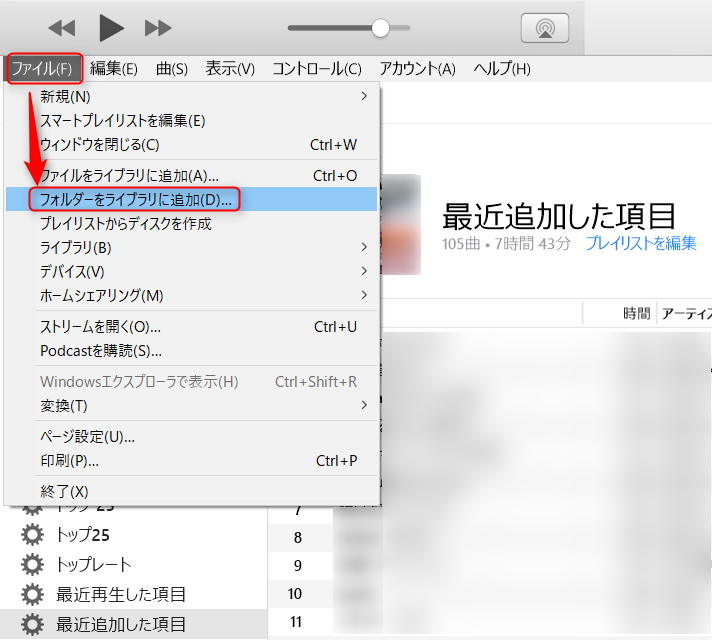 ファイル(F) 編集(E) 曲(S) 表示(V) コントロール(C) アカウント(A) ヘルプ(H)
新規(N)
スマートプレイリストを編集(E)
ウィンドウを閉じる(C) Ctrl+W
ファイルをライブラリに追加(A)... Ctrl+O
フォルダーをライブラリに追加(D)...
プレイリストからディスクを作成
ライブラリ(B)
デバイス(V)
ホームシェアリング(M)
ストリームを開く(O)... Ctrl+U
Podcastを購読(S)...
Windowsエクスプローラで表示(H) Ctrl+Shift+R
変換(T)
ページ設定(U)...
印刷(P)... Ctrl+P
終了(X)
最近追加した項目
105曲 • 7時間 43分 プレイリストを編集
時間 アーティス
7
トップ25 8
トップレート 9
最近再生した項目 10
最近追加した項目 11